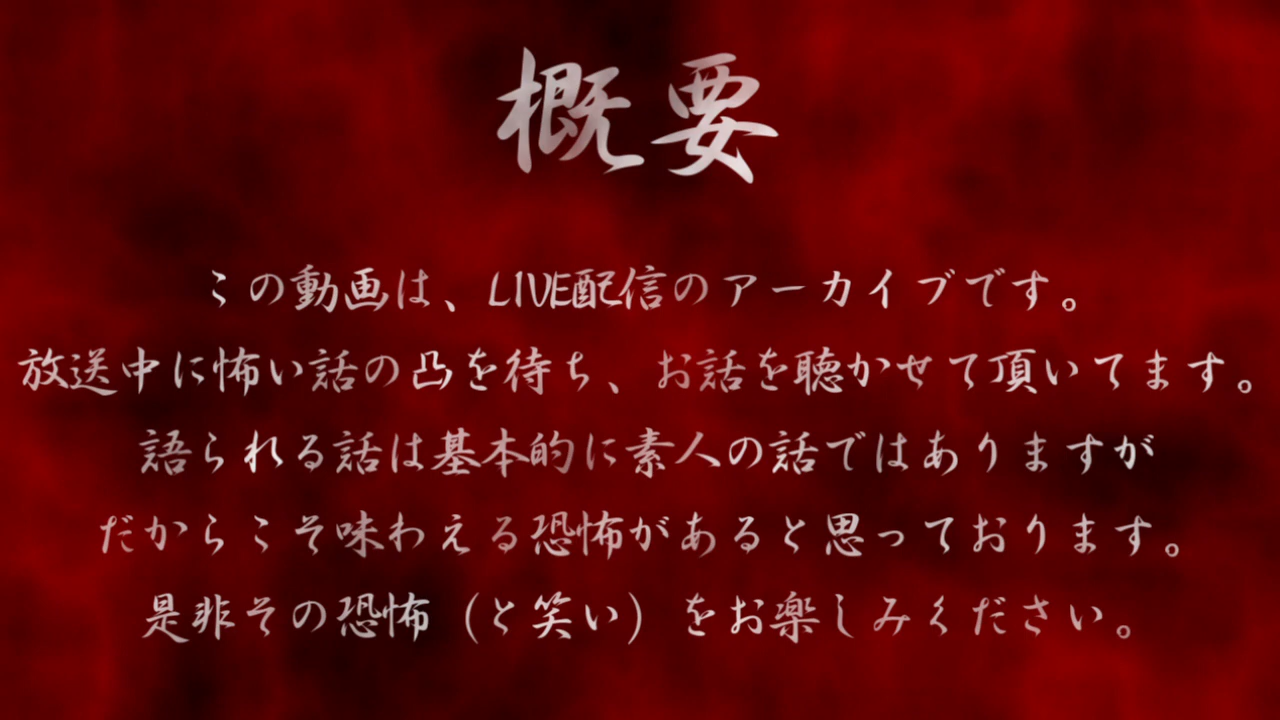 概要
この動画は、LIVE配信のアーカイブです。
放送中に怖い話の凸を待ち、お話を聴かせて頂いてます。
語られる話は基本的に素人の話ではありますが
だからこそ味わえる恐怖があると思っております。
是非その恐怖（と笑い）をお楽しみください。